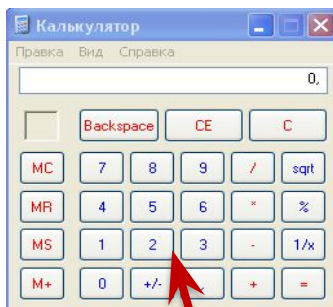 Калькулятор
Правка Вид Справка
0,
Backspace CE C
MC 7 8 9 / sqrt
MR 4 5 6 * %
MS 1 2 3 - 1/x
M+ 0 +/- , + =